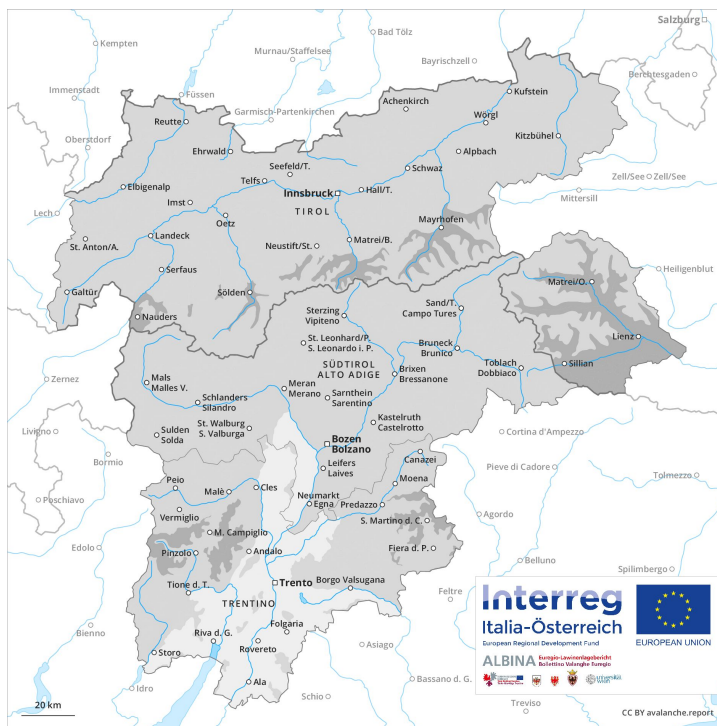 Salzburg
Kempten
Bad Tölz
Murnau/Staffelsee
Bayrischzell
Berchtesgaden
Immenstadt
Füssen
Garmisch-Partenkirchen
Achenkirch
Kufstein
Reutte
Wörgl
Oberstdorf
Ehrwald
Kitzbühel
Alpbach
Seefeld/T.
Schwaz
Telfs
Zell/See
Zell/See
Elbigenalp
Innsbruck
Hall/T.
Mittersill
Imst
TIROL
Lech
Oetz
Mayrhofen
St. Anton/A.
Landeck
Neustift/St.
Matrei/B.
Serfaus
Heiligenblut
Galtür
Sölden
Matrei/O.
Nauders
Sterzing
Vipiteno
Sand/T.
Campo Tures
Lienz
St. Leonhard/P.
S. Leonardo i. P.
Bruneck
Brunico
Toblach
Dobbiaco
Sillian
Zernez
SÜDTIROL
ALTO ADIGE
Brixen
Bressanone
Mals
Malles V.
Meran
Merano
Sarnthein
Sarentino
Schlanders
Silandro
Kastelruth
Castelrotto
St. Walburg
S. Valburga
Livigno
Sulden
Solda
Bozen
Bolzano
Cortina d'Ampezzo
Bormio
Canazei
Leifers
Laives
Pieve di Cadore
Tolmezzo
Peio
Malè
Cles
Moena
Poschiavo
Neumarkt
Egna
Predazzo
Vermiglio
S. Martino d. C.
Agordo
M. Campiglio
Edolo
Pinzolo
Andalo
Fiera d. P.
Belluno
Spilimbergo
Tione d. T.
Trento
Borgo Valsugana
Feltre
TRENTINO
Folgaria
Bienno
Riva d. G.
Rovereto
Asiago
Storo
Ala
Bassano d. G.
Idro
Schio
Treviso
20 km
Interreg
Italia-Österreich
European Regional Development Fund
EUROPEAN UNION
ALBINA
Euregio-Lawinenlagebericht
Bollettino Valanghe Euregio
universität
wien
CC BY avalanche.report